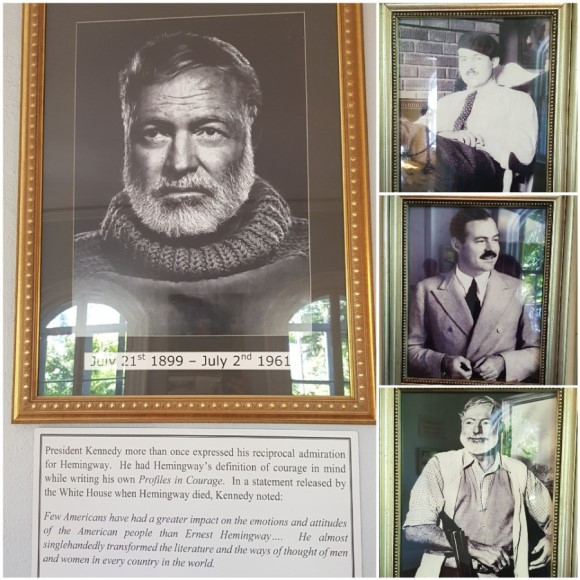 July 21st 1899 – July 2nd 1961
President Kennedy more than once expressed his reciprocal admiration
for Hemingway. He had Hemingway's definition of courage in mind
while writing his own Profiles in Courage. In a statement released by
the White House when Hemingway died, Kennedy noted:
Few Americans have had a greater impact on the emotions and attitudes
of the American people than Ernest Hemingway.... He almost
singlehandedly transformed the literature and the ways of thought of men
and women in every country in the world.